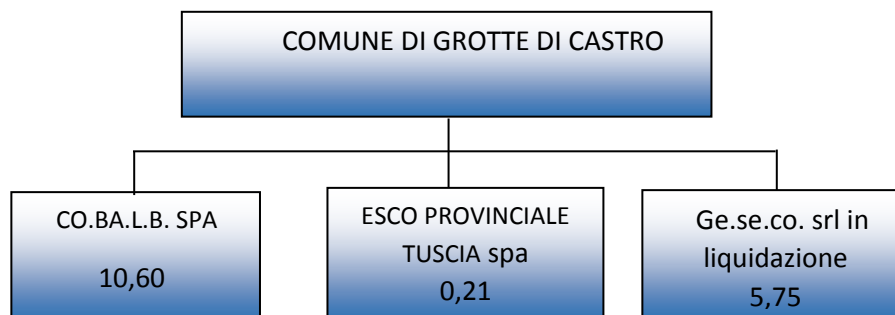 COMUNE DI GROTTE DI CASTRO
CO.BA.L.B. SPA
10,60
ESCO PROVINCIALE
TUSCIA spa
0,21
Ge.se.co. srl in
liquidazione
5,75